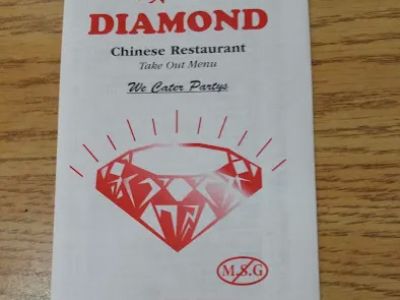 DIAMOND
Chinese Restaurant
Take Out Menu
We Cater Partys
M.S.G